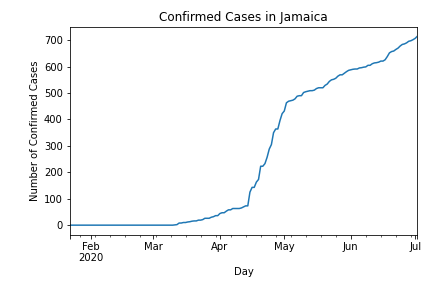 Confirmed Cases in Jamaica
Number of Confirmed Cases
700
600
500
400
300
200
100
0
Feb Mar Apr May Jun Jul
2020
Day